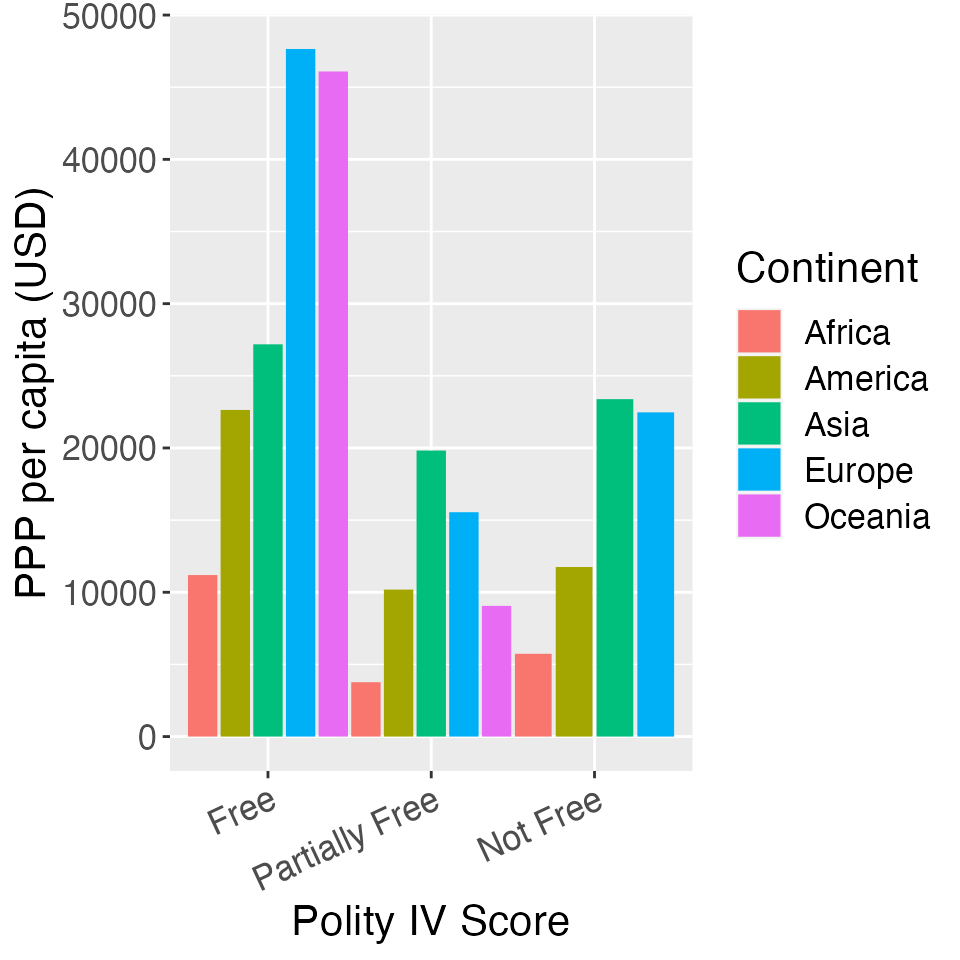 50000
40000
30000
20000
10000
0
PPP per capita (USD)
Free
Partially Free
Not Free
Polity IV Score
Continent
Africa
America
Asia
Europe
Oceania